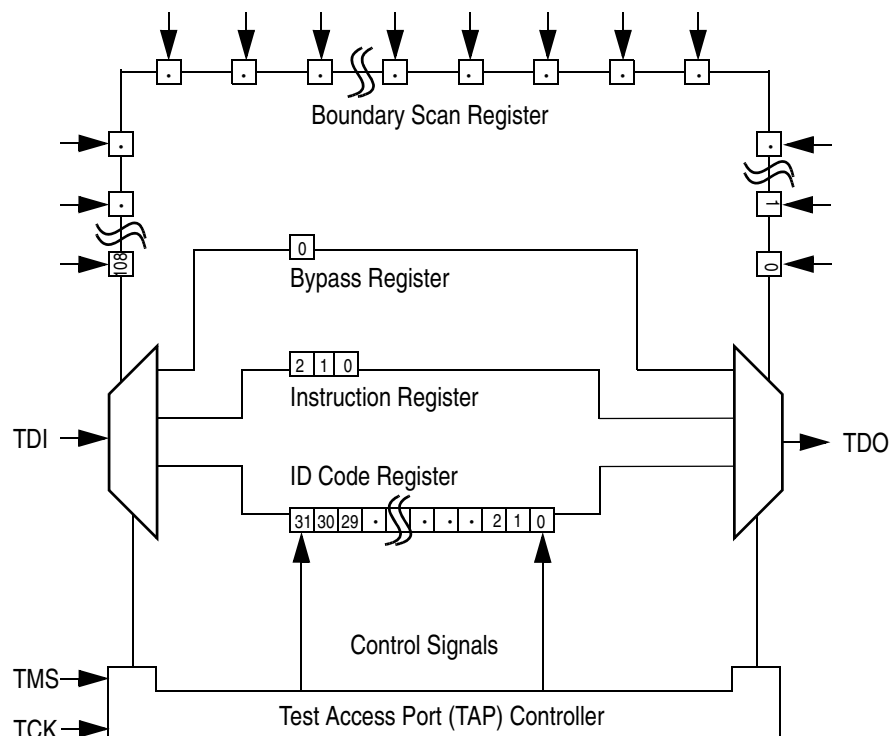 . . . . . . . .
Boundary Scan Register
. .
. 1
108 0
0
Bypass Register
2 1 0
Instruction Register
TDI TDO
ID Code Register
31 30 29 . . . . 2 1 0
Control Signals
TMS
Test Access Port (TAP) Controller
TCK